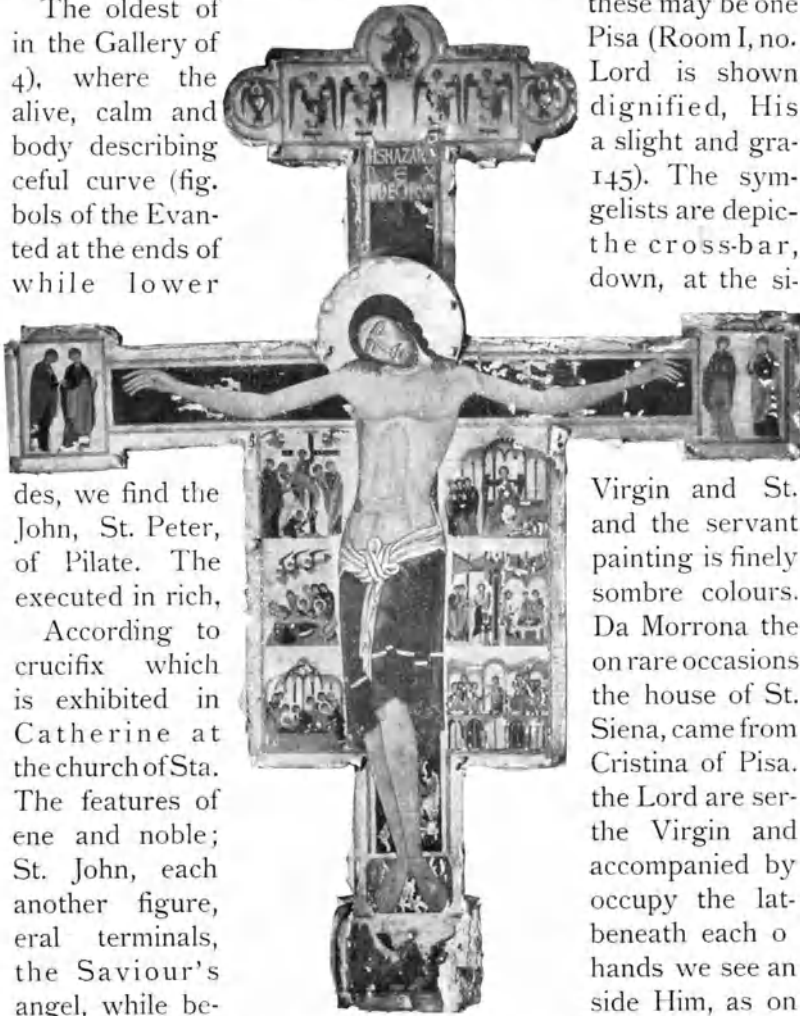 The oldest of these may be one
in the Gallery of Pisa (Room I, no.
4), where the Lord is shown
alive, calm and dignified, His
body describing a slight and gra-
ceful curve (fig. 145). The sym-
bols of the Evan- gelists are depic-
ted at the ends of the cross-bar,
while lower down, at the si-
des, we find the Virgin and St.
John, St. Peter, and the servant
of Pilate. The painting is finely
executed in rich, sombre colours.
According to Da Morrona the
crucifix which on rare occasions
is exhibited in the house of St.
Catherine at Siena, came from
the church of Sta. Cristina of Pisa.
The features of the Lord are ser-
ene and noble; the Virgin and
St. John, each accompanied by
another figure, occupy the lat-
eral terminals, beneath each o
the Saviour's hands we see an
angel, while be- side Him, as on